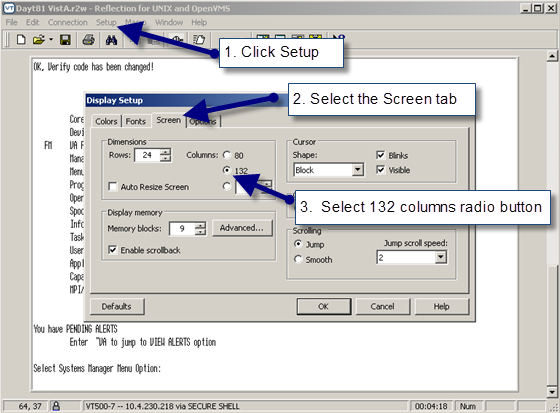 Dayt81 VistA.r2w - Reflection for UNIX and OpenVMS
File Edit Connection Setup Macro Window Help
1. Click Setup
OK, Verify code has been changed!
2. Select the Screen tab
Display Setup
Colors Fonts Screen Options
Core
Devi
FM VA F
Mana
Menu
Prog
Oper
Spoo
Info
Task
User
Appl
Capa
MPI/
Dimensions
Rows: 24 Columns: 80
132
Auto Resize Screen
Cursor
Shape: Blinks
Block Visible
3. Select 132 columns radio button
Display memory
Memory blocks: 9 Advanced...
Enable scrollback
Scrolling
Jump Jump scroll speed:
Smooth 2
Defaults OK Cancel Help
You have PENDING ALERTS
Enter "VA to jump to VIEW ALERTS option
Select Systems Manager Menu Option:
64, 37 VT500-7 -- 10.4.230.218 via SECURE SHELL 00:04:18 Num